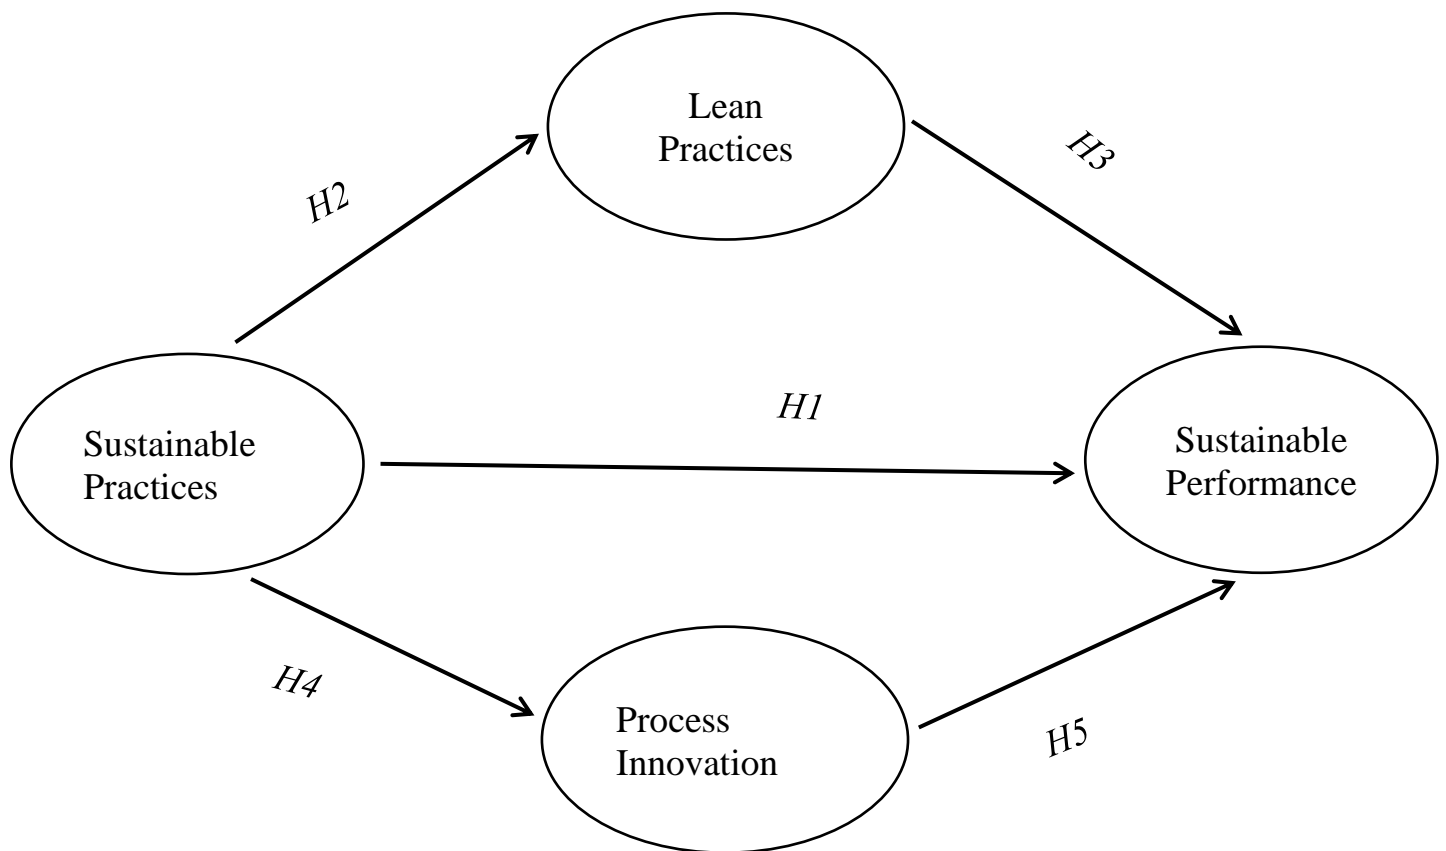 Lean
Practices
H3
H2
H1
Sustainable
Practices
Sustainable
Performance
H4
Process
Innovation
H5